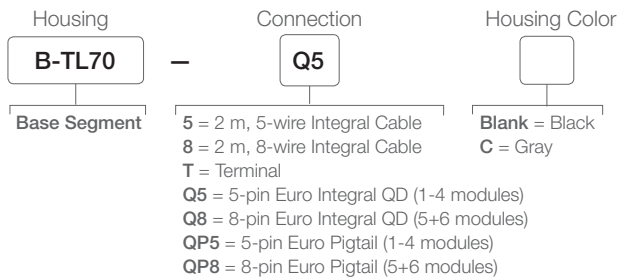 Housing
Connection
Housing Color
B-TL70
–
Q5
Base Segment
5 = 2 m, 5-wire Integral Cable
8 = 2 m, 8-wire Integral Cable
T = Terminal
Q5 = 5-pin Euro Integral QD (1-4 modules)
Q8 = 8-pin Euro Integral QD (5+6 modules)
QP5 = 5-pin Euro Pigtail (1-4 modules)
QP8 = 8-pin Euro Pigtail (5+6 modules)
Blank = Black
C = Gray